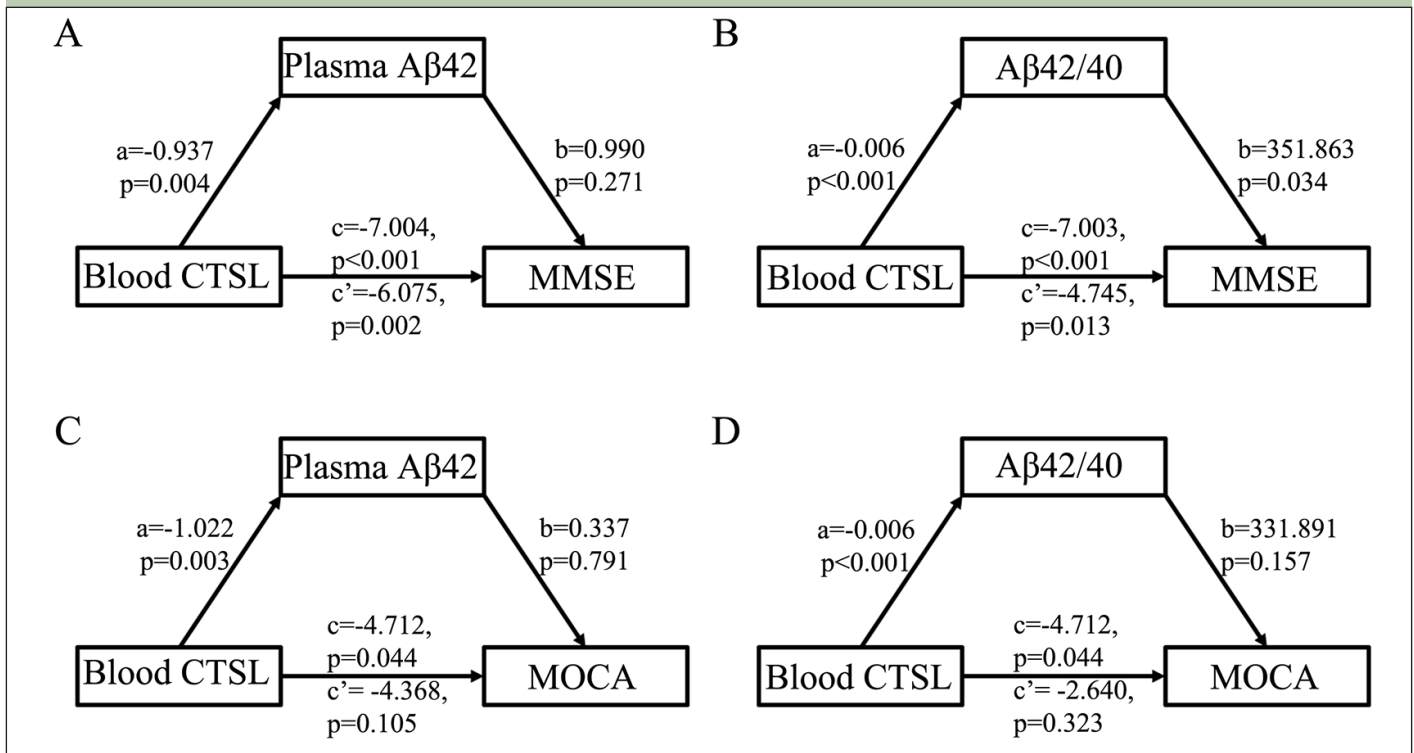 A
Plasma Aβ42
a=-0.937
p=0.004
b=0.990
p=0.271
c=-7.004,
p<0.001
c’=-6.075,
p=0.002
Blood CTSL
MMSE
B
Aβ42/40
a=-0.006
p<0.001
b=351.863
p=0.034
c=-7.003,
p<0.001
c’=-4.745,
p=0.013
Blood CTSL
MMSE
C
Plasma Aβ42
a=-1.022
p=0.003
b=0.337
p=0.791
c=-4.712,
p=0.044
c’= -4.368,
p=0.105
Blood CTSL
MOCA
D
Aβ42/40
a=-0.006
p<0.001
b=331.891
p=0.157
c=-4.712,
p=0.044
c’= -2.640,
p=0.323
Blood CTSL
MOCA